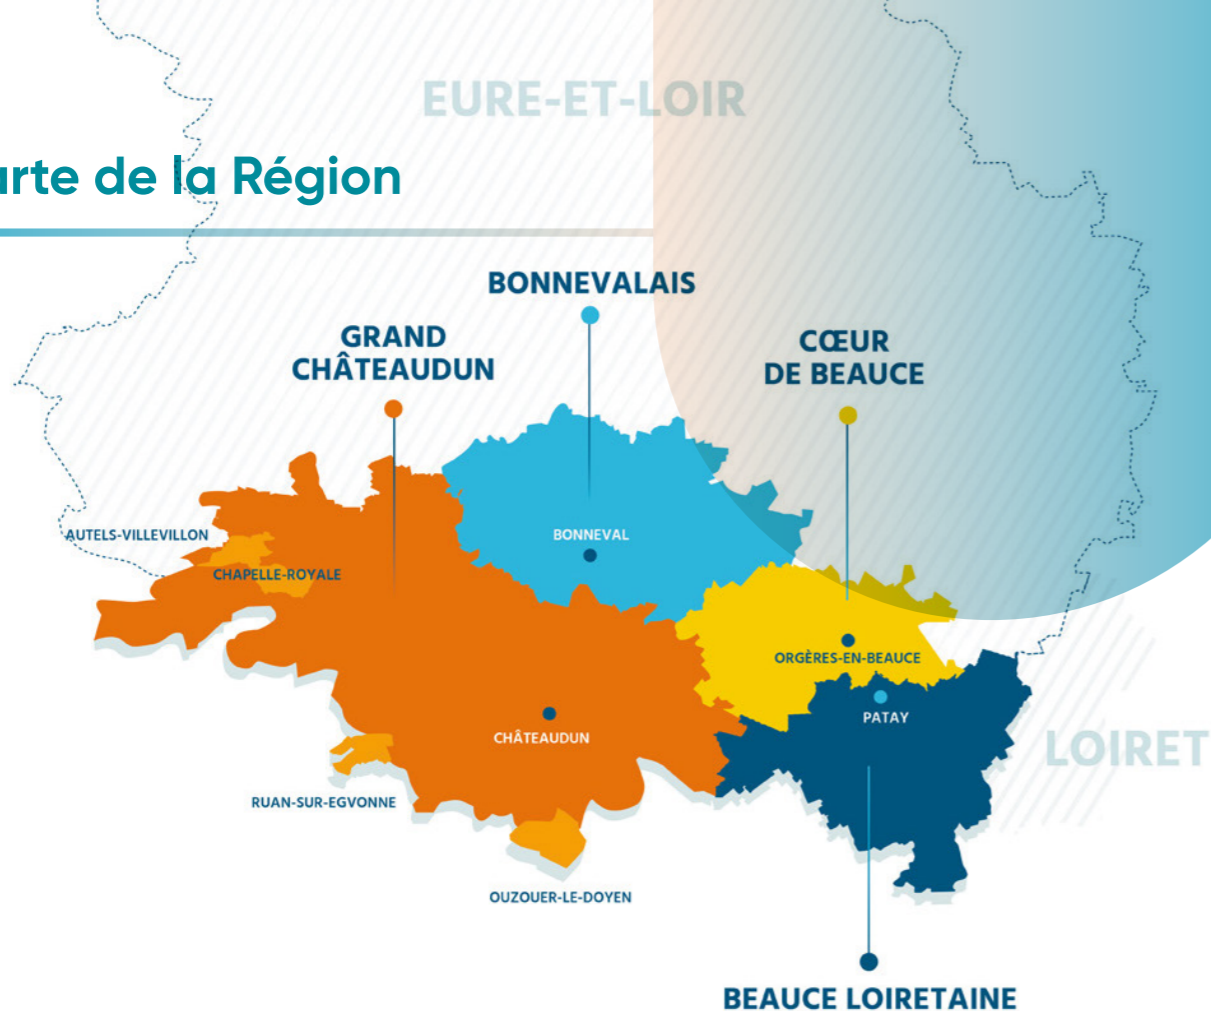 EURE-ET-LOIR
arte de la Région
BONNEVALAIS
GRAND
CHÂTEAUDUN
CŒUR
DE BEAUCE
AUTELS-VILLEVILLON
BONNEVAL
CHAPELLE-ROYALE
ORGÈRES-EN-BEAUCE
PATAY
CHÂTEAUDUN
LOIRET
RUAN-SUR-EGVONNE
OUZOUER-LE-DOYEN
BEAUCE LOIRETAINE